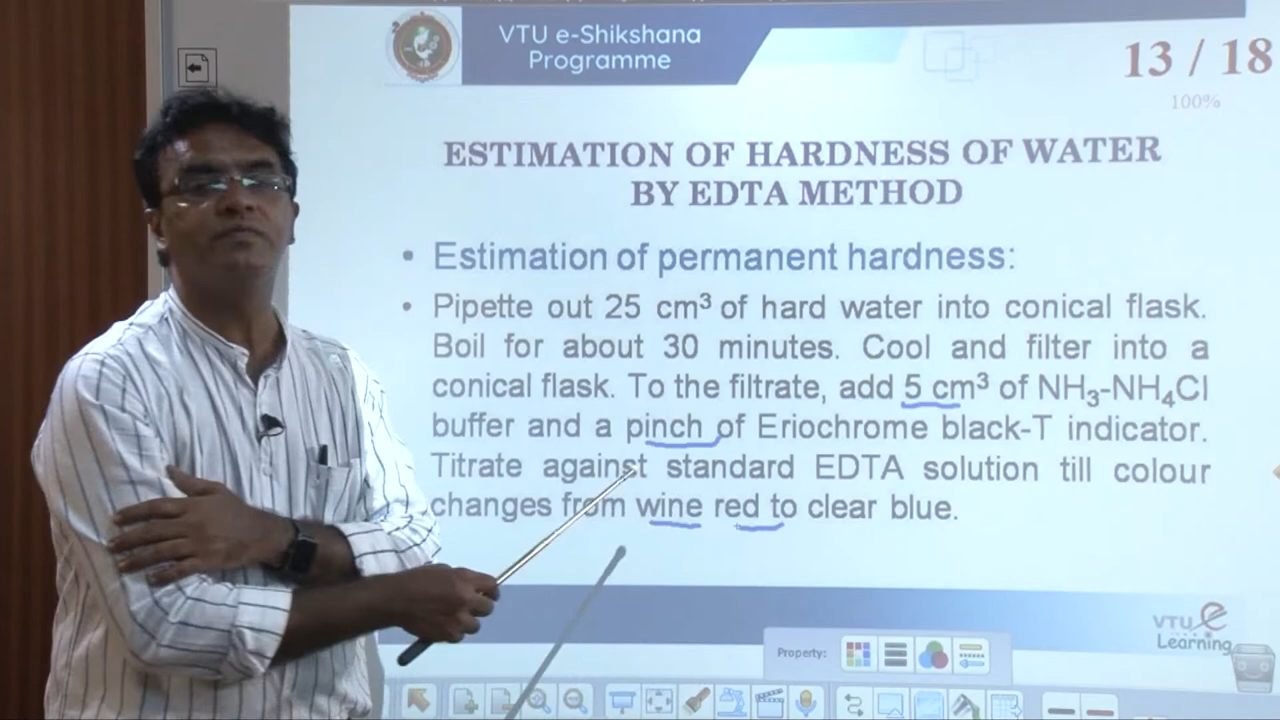 VTU e-Shikshana
Programme
13 / 18
100%
ESTIMATION OF HARDNESS OF WATER
BY EDTA METHOD
• Estimation of permanent hardness:
• Pipette out 25 cm³ of hard water into conical flask.
Boil for about 30 minutes. Cool and filter into a
conical flask. To the filtrate, add 5 cm³ of NH₃-NH₄Cl
buffer and a pinch of Eriochrome black-T indicator.
Titrate against standard EDTA solution till colour
changes from wine red to clear blue.
VTU e
Learning
Property: